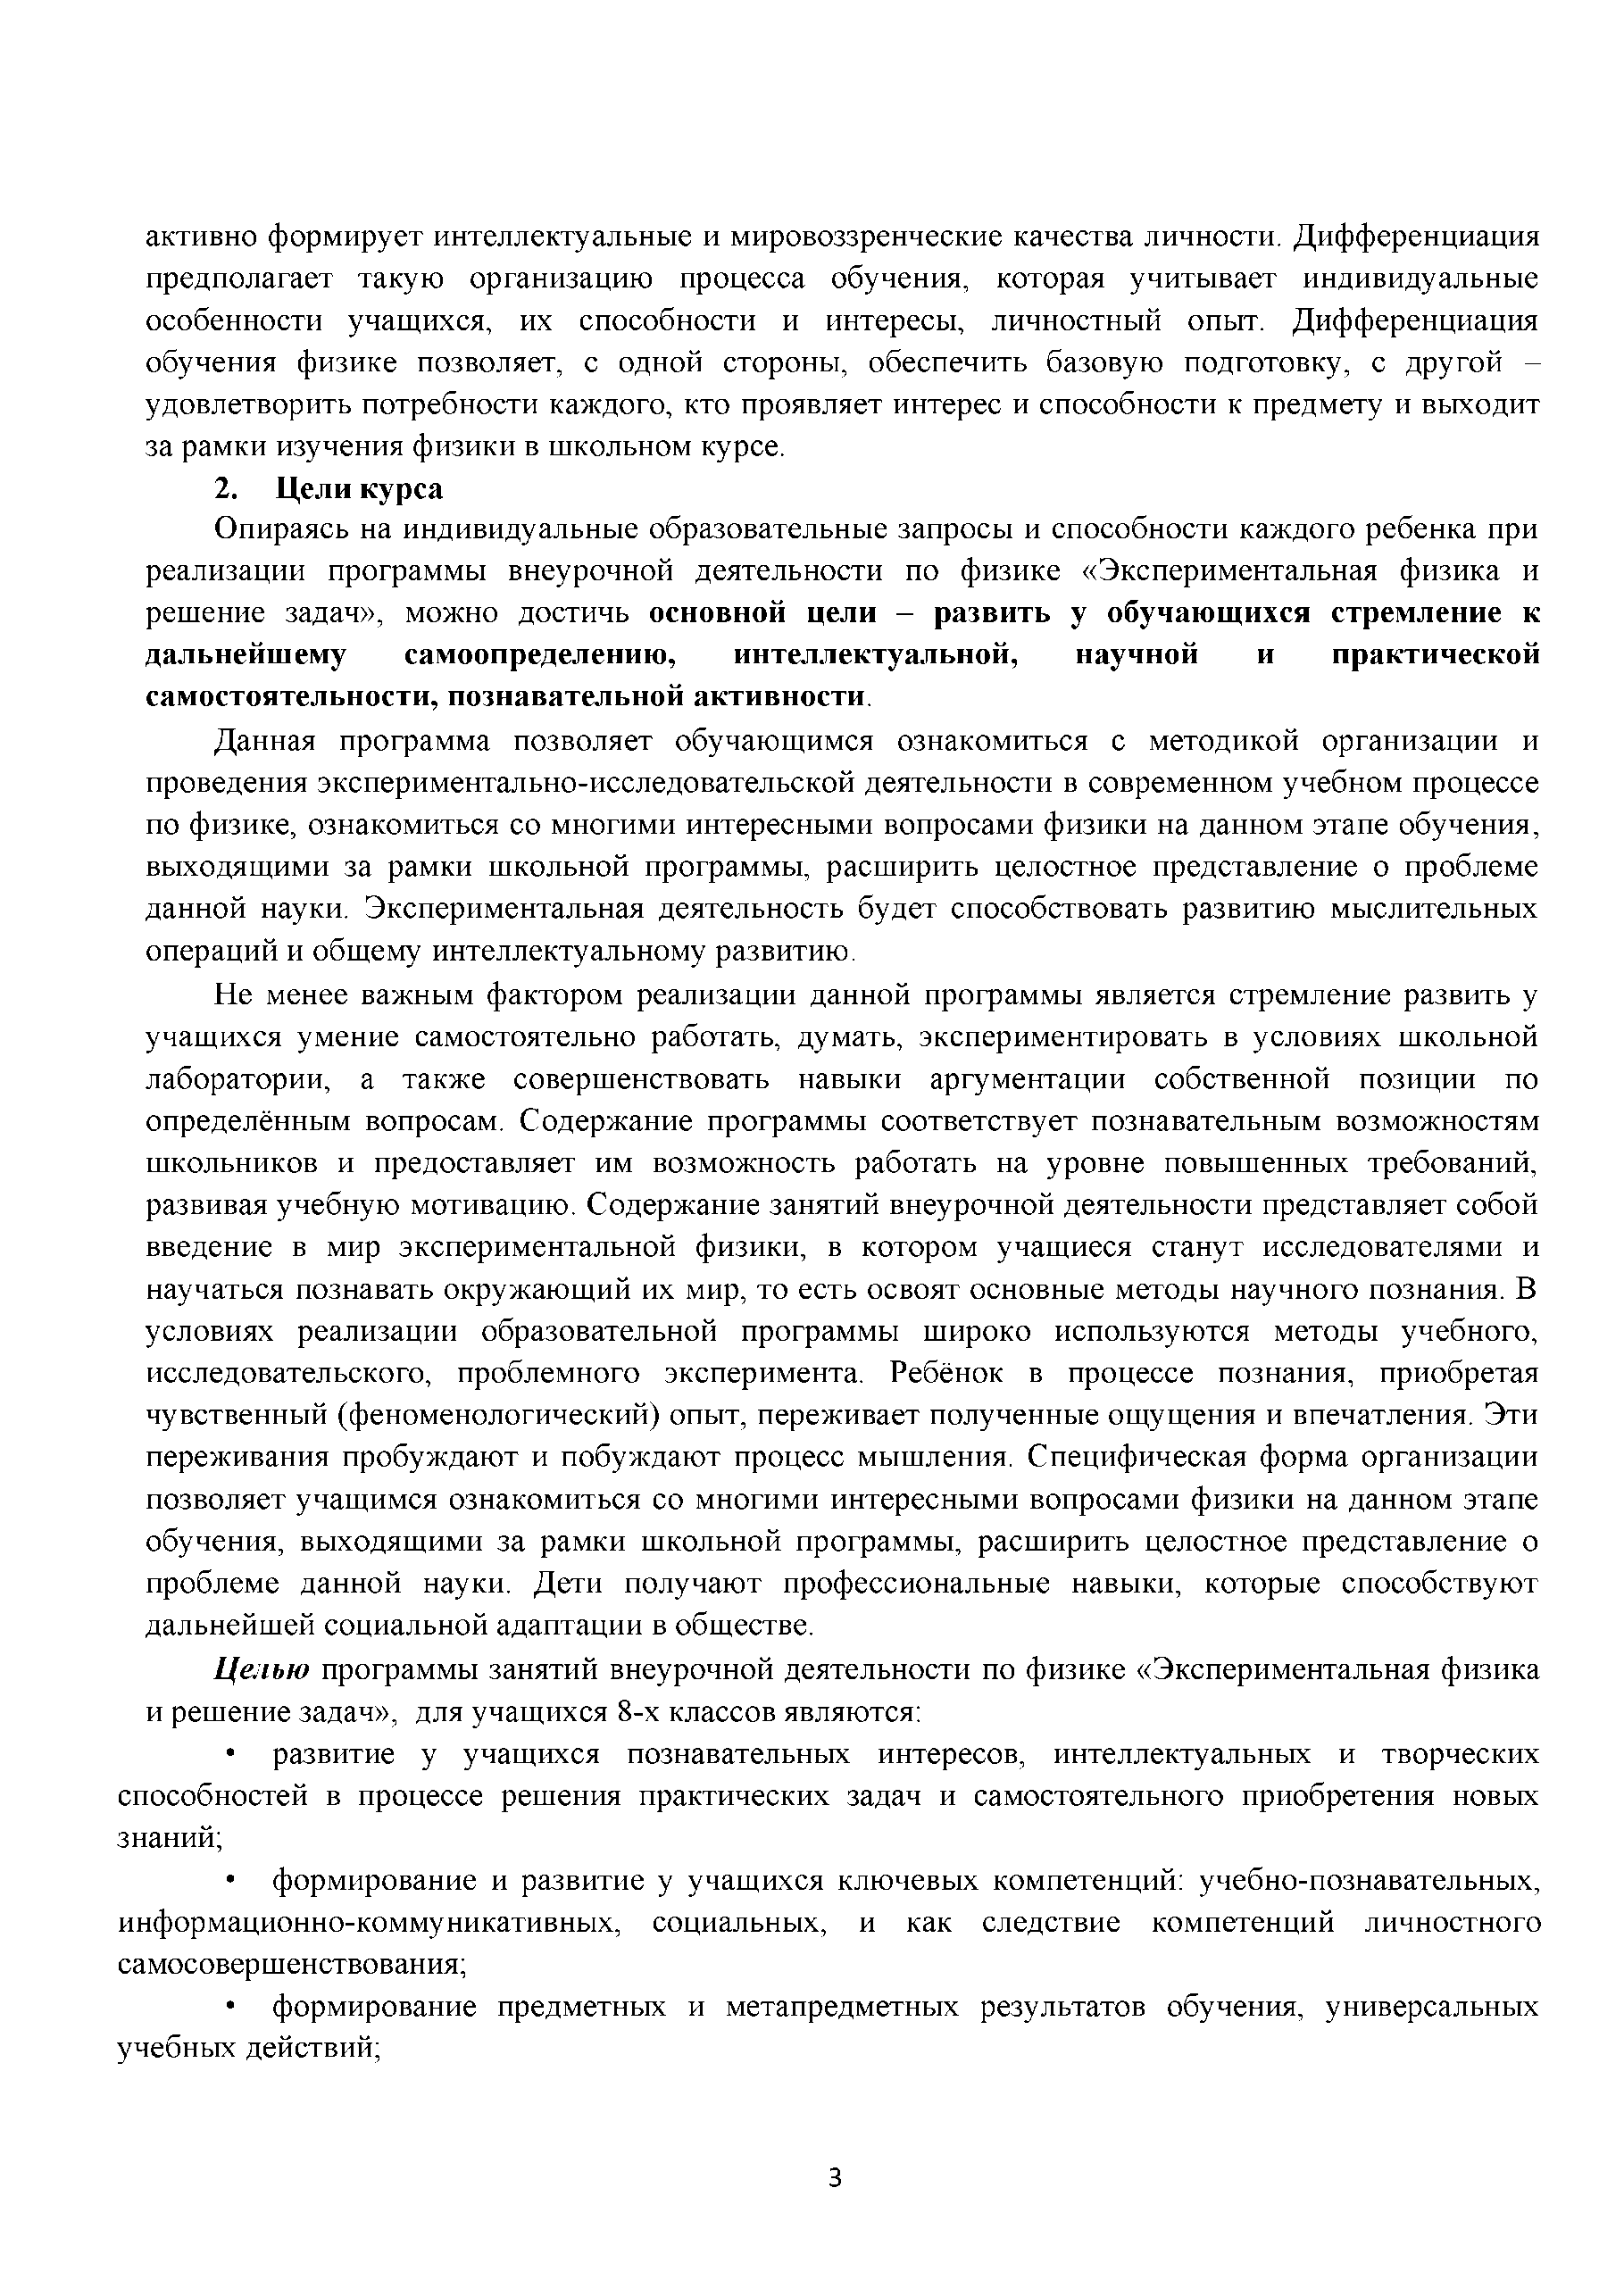 активно формирует интеллектуальные и мировоззренческие качества личности. Дифференциация
предполагает такую организацию процесса обучения, которая учитывает индивидуальные
особенности учащихся, их способности и интересы, личностный опыт. Дифференциация
обучения физике позволяет, с одной стороны, обеспечить базовую подготовку, с другой –
удовлетворить потребности каждого, кто проявляет интерес и способности к предмету и выходит
за рамки изучения физики в школьном курсе.
2. Цели курса
Опираясь на индивидуальные образовательные запросы и способности каждого ребенка при
реализации программы внеурочной деятельности по физике «Экспериментальная физика и
решение задач», можно достичь основной цели – развить у обучающихся стремление к
дальнейшему самоопределению, интеллектуальной, научной и практической
самостоятельности, познавательной активности.
Данная программа позволяет обучающимся ознакомиться с методикой организации и
проведения экспериментально-исследовательской деятельности в современном учебном процессе
по физике, ознакомиться со многими интересными вопросами физики на данном этапе обучения,
выходящими за рамки школьной программы, расширить целостное представление о проблеме
данной науки. Экспериментальная деятельность будет способствовать развитию мыслительных
операций и общему интеллектуальному развитию.
Не менее важным фактором реализации данной программы является стремление развить у
учащихся умение самостоятельно работать, думать, экспериментировать в условиях школьной
лаборатории, а также совершенствовать навыки аргументации собственной позиции по
определённым вопросам. Содержание программы соответствует познавательным возможностям
школьников и предоставляет им возможность работать на уровне повышенных требований,
развивая учебную мотивацию. Содержание занятий внеурочной деятельности представляет собой
введение в мир экспериментальной физики, в котором учащиеся станут исследователями и
научаться познавать окружающий их мир, то есть освоят основные методы научного познания. В
условиях реализации образовательной программы широко используются методы учебного,
исследовательского, проблемного эксперимента. Ребёнок в процессе познания, приобретая
чувственный (феноменологический) опыт, переживает полученные ощущения и впечатления. Эти
переживания пробуждают и побуждают процесс мышления. Специфическая форма организации
позволяет учащимся ознакомиться со многими интересными вопросами физики на данном этапе
обучения, выходящими за рамки школьной программы, расширить целостное представление о
проблеме данной науки. Дети получают профессиональные навыки, которые способствуют
дальнейшей социальной адаптации в обществе.
Целью программы занятий внеурочной деятельности по физике «Экспериментальная физика
и решение задач», для учащихся 8-х классов являются:
• развитие у учащихся познавательных интересов, интеллектуальных и творческих
способностей в процессе решения практических задач и самостоятельного приобретения новых
знаний;
• формирование и развитие у учащихся ключевых компетенций: учебно-познавательных,
информационно-коммуникативных, социальных, и как следствие компетенций личностного
самосовершенствования;
• формирование предметных и метапредметных результатов обучения, универсальных
учебных действий;
3